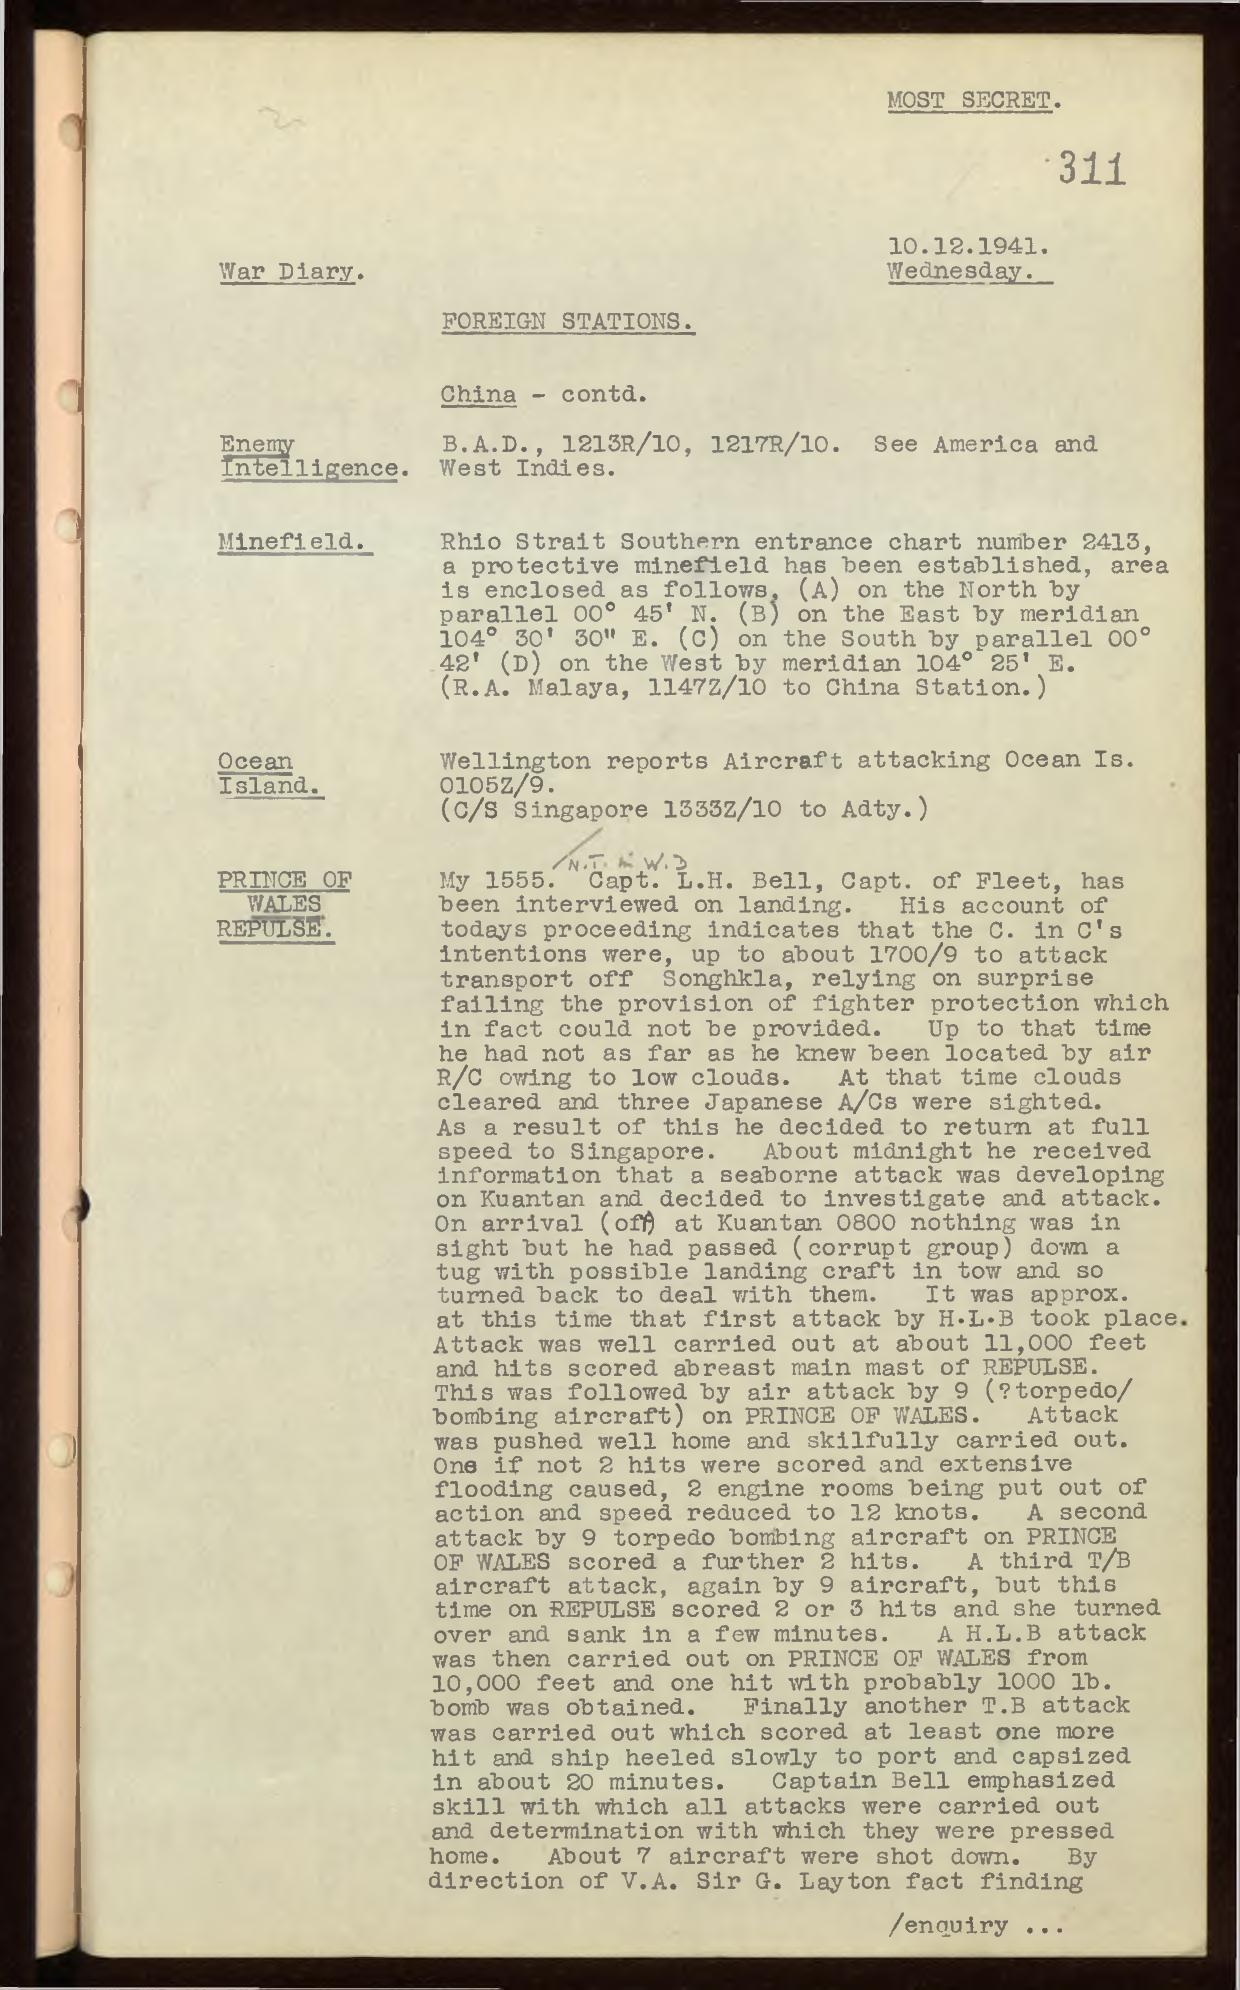 MOST SECRET.
311
10.12.1941.
War Diary.
Wednesday.
FOREIGN STATIONS.
China - contd.
Enemy
Intelligence.
B.A.D., 1213R/10, 1217R/10. See America and
West Indies.
Minefield.
Rhio Strait Southern entrance chart number 2413,
a protective minefield has been established, area
is enclosed as follows, (A) on the North by
parallel 00° 45' N. (B) on the East by meridian
104° 30' 30" E. (C) on the South by parallel 00°
42' (D) on the West by meridian 104° 25' E.
(R.A. Malaya, 1147Z/10 to China Station.)
Ocean
Island.
Wellington reports Aircraft attacking Ocean Is.
0105Z/9.
(C/S Singapore 1333Z/10 to Adty.)
N.T. in W.D
PRINCE OF
WALES
REPULSE.
My 1555. Capt. L.H. Bell, Capt. of Fleet, has
been interviewed on landing. His account of
todays proceeding indicates that the C. in C's
intentions were, up to about 1700/9 to attack
transport off Songhkla, relying on surprise
failing the provision of fighter protection which
in fact could not be provided. Up to that time
he had not as far as he knew been located by air
R/C owing to low clouds. At that time clouds
cleared and three Japanese A/Cs were sighted.
As a result of this he decided to return at full
speed to Singapore. About midnight he received
information that a seaborne attack was developing
on Kuantan and decided to investigate and attack.
On arrival (off) at Kuantan 0800 nothing was in
sight but he had passed (corrupt group) down a
tug with possible landing craft in tow and so
turned back to deal with them. It was approx.
at this time that first attack by H.L.B took place.
Attack was well carried out at about 11,000 feet
and hits scored abreast main mast of REPULSE.
This was followed by air attack by 9 (?torpedo/
bombing aircraft) on PRINCE OF WALES. Attack
was pushed well home and skilfully carried out.
One if not 2 hits were scored and extensive
flooding caused, 2 engine rooms being put out of
action and speed reduced to 12 knots. A second
attack by 9 torpedo bombing aircraft on PRINCE
OF WALES scored a further 2 hits. A third T/B
aircraft attack, again by 9 aircraft, but this
time on REPULSE scored 2 or 3 hits and she turned
over and sank in a few minutes. A H.L.B attack
was then carried out on PRINCE OF WALES from
10,000 feet and one hit with probably 1000 lb.
bomb was obtained. Finally another T.B attack
was carried out which scored at least one more
hit and ship heeled slowly to port and capsized
in about 20 minutes. Captain Bell emphasized
skill with which all attacks were carried out
and determination with which they were pressed
home. About 7 aircraft were shot down. By
direction of V.A. Sir G. Layton fact finding
/enquiry ...